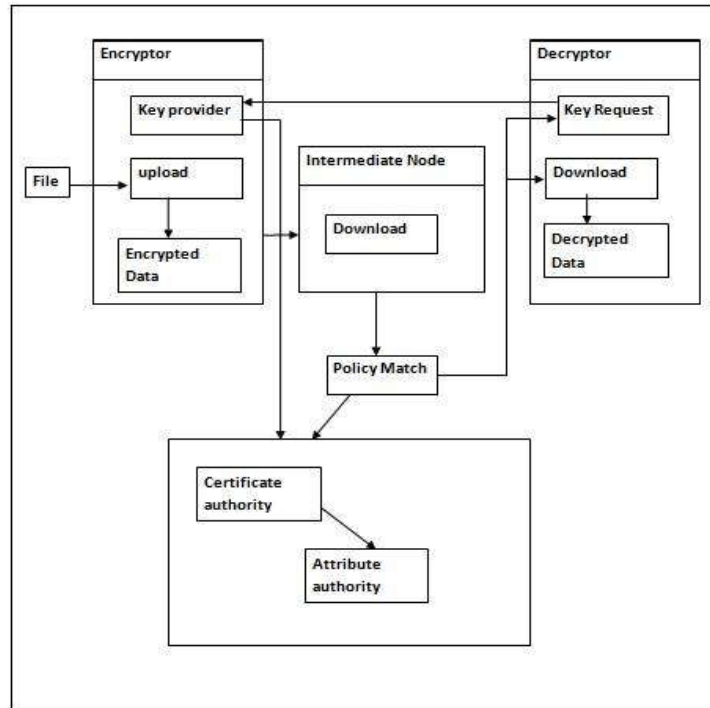 Encryptor
Key provider
File
upload
Encrypted
Data
Intermediate Node
Download
Decryptor
Key Request
Download
Decrypted
Data
Policy Match
Certificate
authority
Attribute
authority